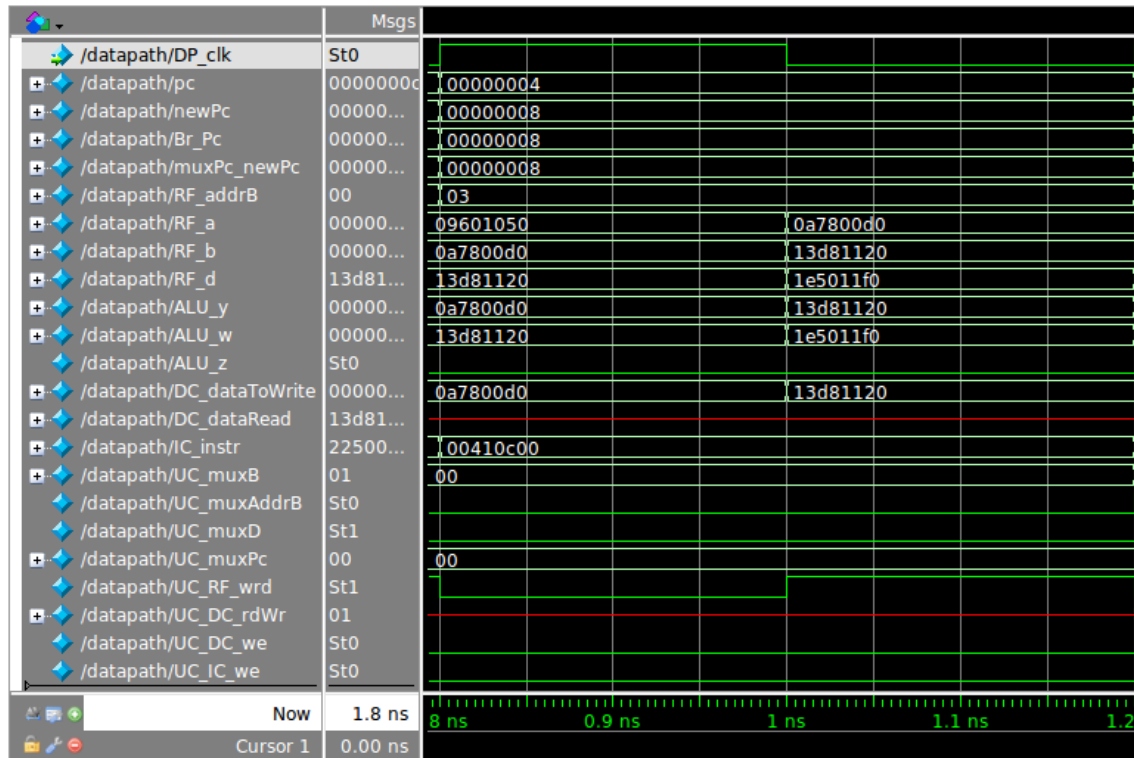 Msgs
/datapath/DP_clk St0
/datapath/pc 0000000c 00000004
/datapath/newPc 00000... 00000008
/datapath/Br_Pc 00000... 00000008
/datapath/muxPc_newPc 00000... 00000008
/datapath/RF_addrB 00 03
/datapath/RF_a 00000... 09601050 0a7800d0
/datapath/RF_b 00000... 0a7800d0 13d81120
/datapath/RF_d 13d81... 13d81120 1e5011f0
/datapath/ALU_y 00000... 0a7800d0 13d81120
/datapath/ALU_w 00000... 13d81120 1e5011f0
/datapath/ALU_z St0
/datapath/DC_dataToWrite 00000... 0a7800d0 13d81120
/datapath/DC_dataRead 13d81...
/datapath/IC_instr 22500... 00410c00
/datapath/UC_muxB 01 00
/datapath/UC_muxAddrB St0
/datapath/UC_muxD St1
/datapath/UC_muxPc 00 00
/datapath/UC_RF_wrd St1
/datapath/UC_DC_rdWr 01
/datapath/UC_DC_we St0
/datapath/UC_IC_we St0
Now 1.8 ns 8 ns 0.9 ns 1 ns 1.1 ns 1.2
Cursor 1 0.00 ns